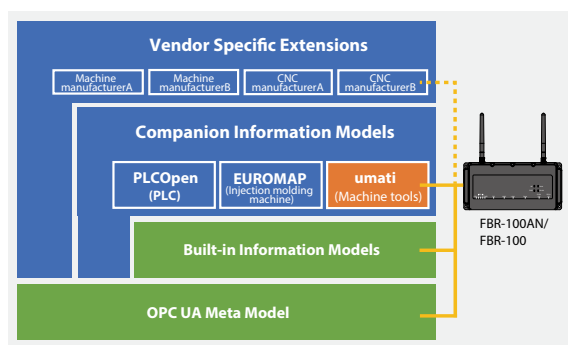 Vendor Specific Extensions
Machine
manufacturerA
Machine
manufacturerB
CNC
manufacturerA
CNC
manufacturerB
Companion Information Models
PLCOpen
(PLC)
EUROMAP
(Injection molding
machine)
umati
(Machine tools)
Built-in Information Models
OPC UA Meta Model
FBR-100AN/
FBR-100